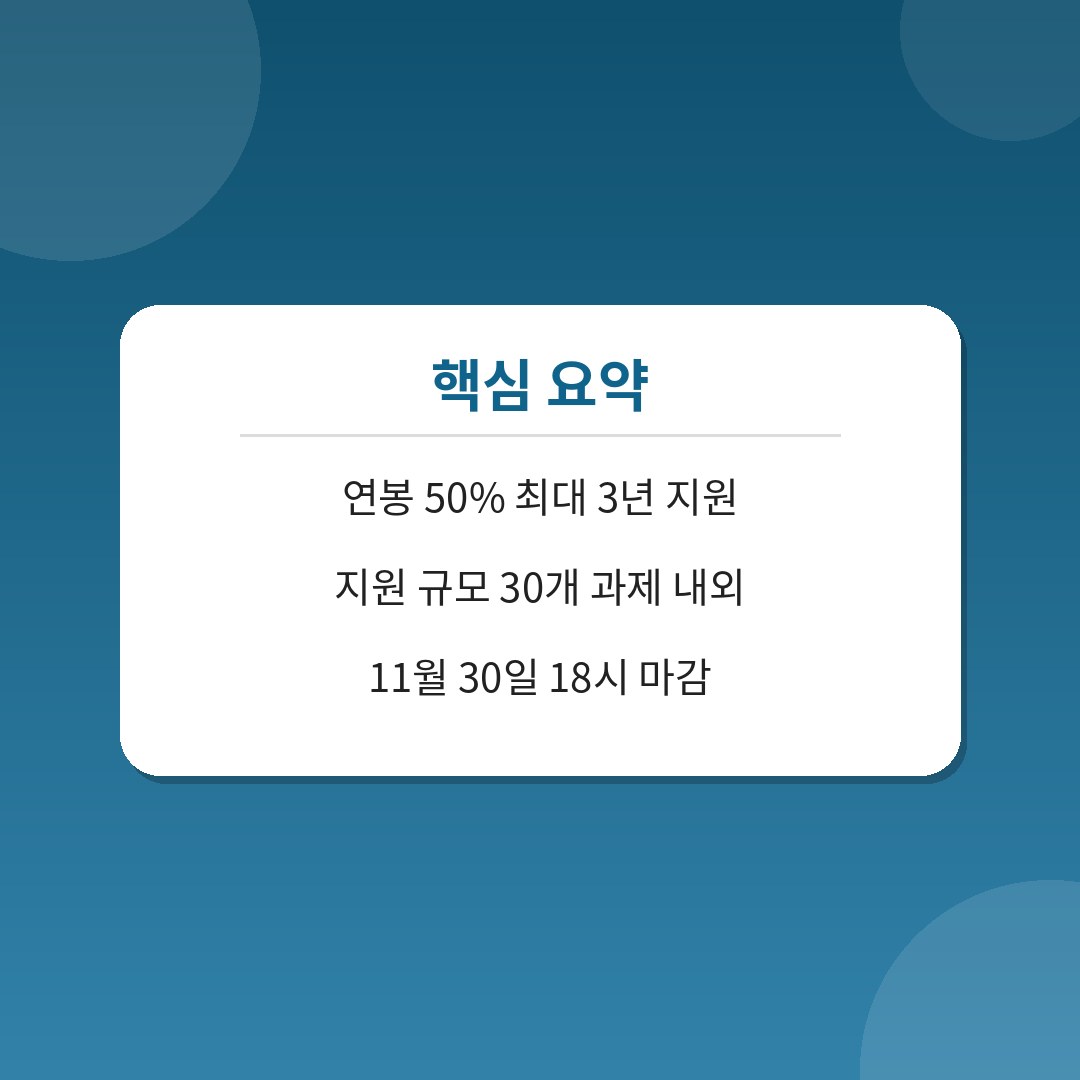 핵심 요약
연봉 50% 최대 3년 지원
지원 규모 30개 과제 내외
11월 30일 18시 마감